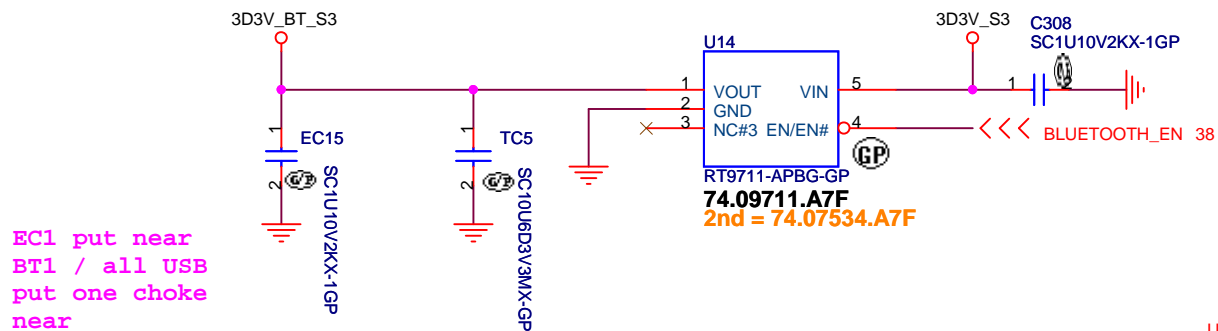 3D3V_BT_S3
3D3V_S3
C308
SC1U10V2KX-1GP
U14
1
VOUT
VIN
5
1
2
2
GND
3
NC#3
EN/EN#
4
BLUETOOTH_EN 38
GP
RT9711-APBG-GP
74.09711.A7F
2nd = 74.07534.A7F
1
EC15
2
SC1U10V2KX-1GP
1
TC5
2
SC10U6D3V3MX-GP
EC1 put near
BT1 / all USB
put one choke
near